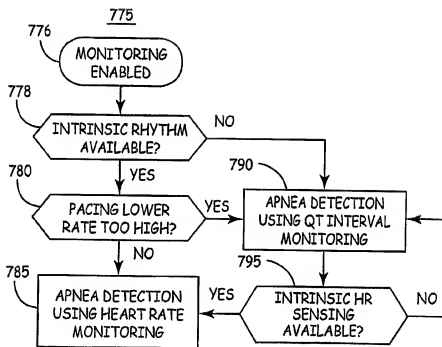 775
776
MONITORING
ENABLED
778
INTRINSIC RHYTHM
AVAILABLE?
NO
YES
780
PACING LOWER
RATE TOO HIGH?
YES
NO
790
APNEA DETECTION
USING QT INTERVAL
MONITORING
785
APNEA DETECTION
USING HEART RATE
MONITORING
YES
795
INTRINSIC HR
SENSING
AVAILABLE?
NO